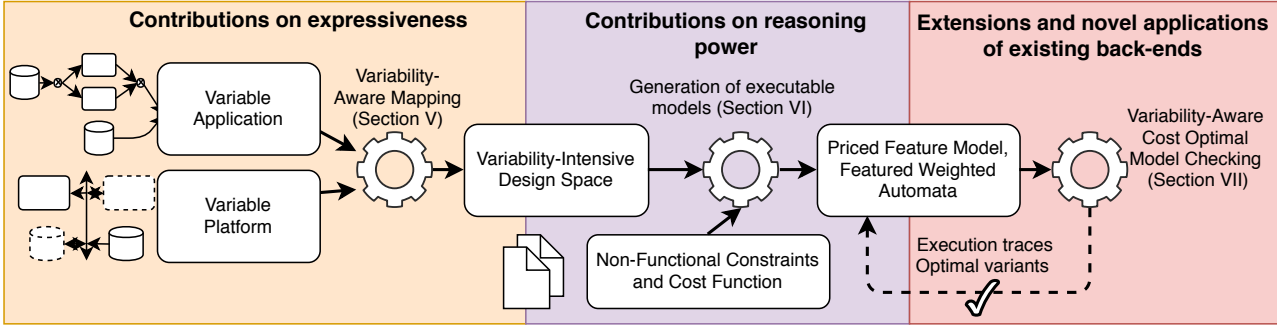 Contributions on expressiveness
Contributions on reasoning
power
Extensions and novel applications
of existing back-ends
Variable
Application
Variability-
Aware Mapping
(Section V)
Variable
Platform
Variability-Intensive
Design Space
Generation of executable
models (Section VI)
Non-Functional Constraints
and Cost Function
Priced Feature Model,
Featured Weighted
Automata
Variability-Aware
Cost Optimal
Model Checking
(Section VII)
Execution traces
Optimal variants